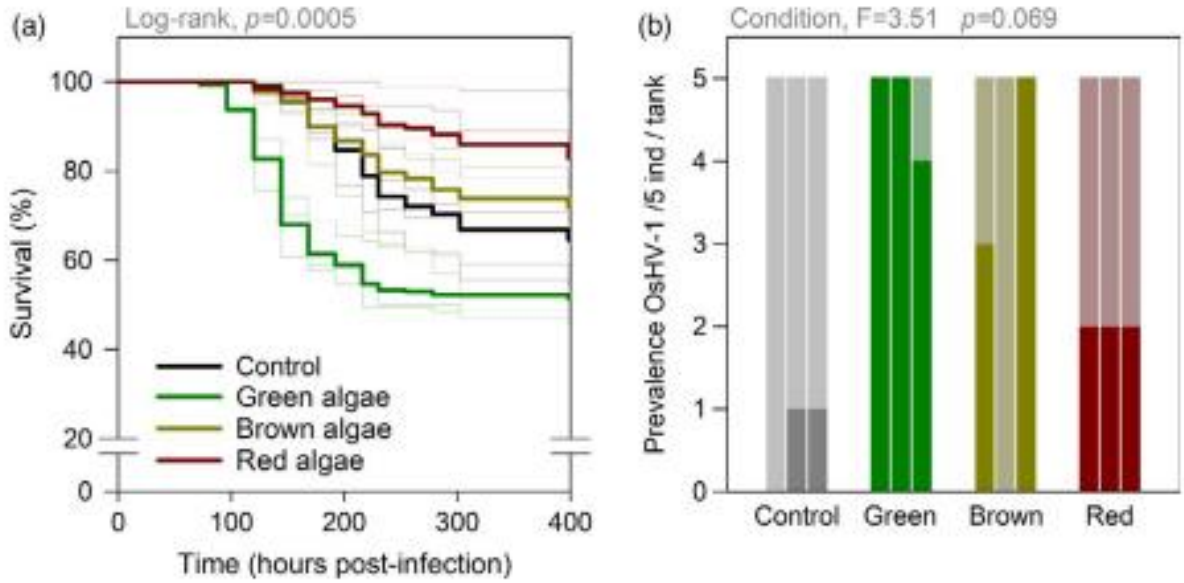 (a)
Log-rank, p=0.0005
Survival (%)
100
80
60
40
20
0
Control
Green algae
Brown algae
Red algae
0 100 200 300 400
Time (hours post-infection)
(b)
Condition, F=3.51 p=0.069
Prevalence OsHV-1 /5 ind / tank
5
4
3
2
1
0
Control Green Brown Red